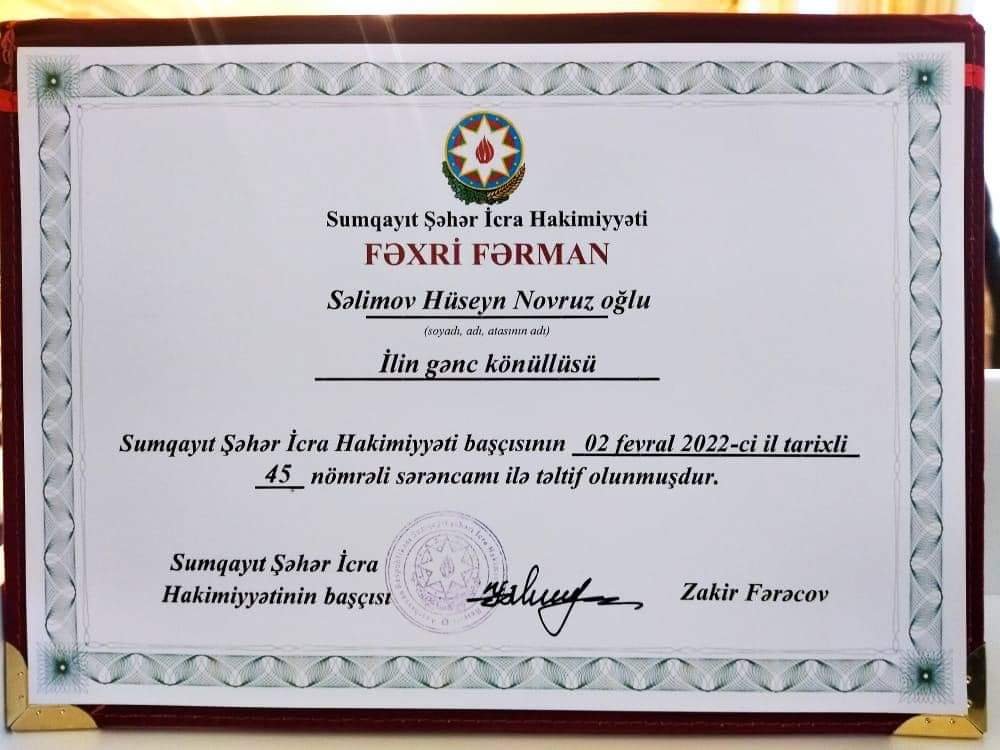 Sumqayıt Şəhər İcra Hakimiyyəti
FƏXRİ FƏRMAN
Səlimov Hüseyn Novruz oğlu
(soyadı, adı, atasının adı)
İlin gənc könüllüsü
Sumqayıt Şəhər İcra Hakimiyyəti başçısının 02 fevral 2022-ci il tarixli
45 nömrəli sərəncamı ilə təltif olunmuşdur.
Sumqayıt Şəhər İcra
Hakimiyyətinin başçısı
Zakir Fərəcov